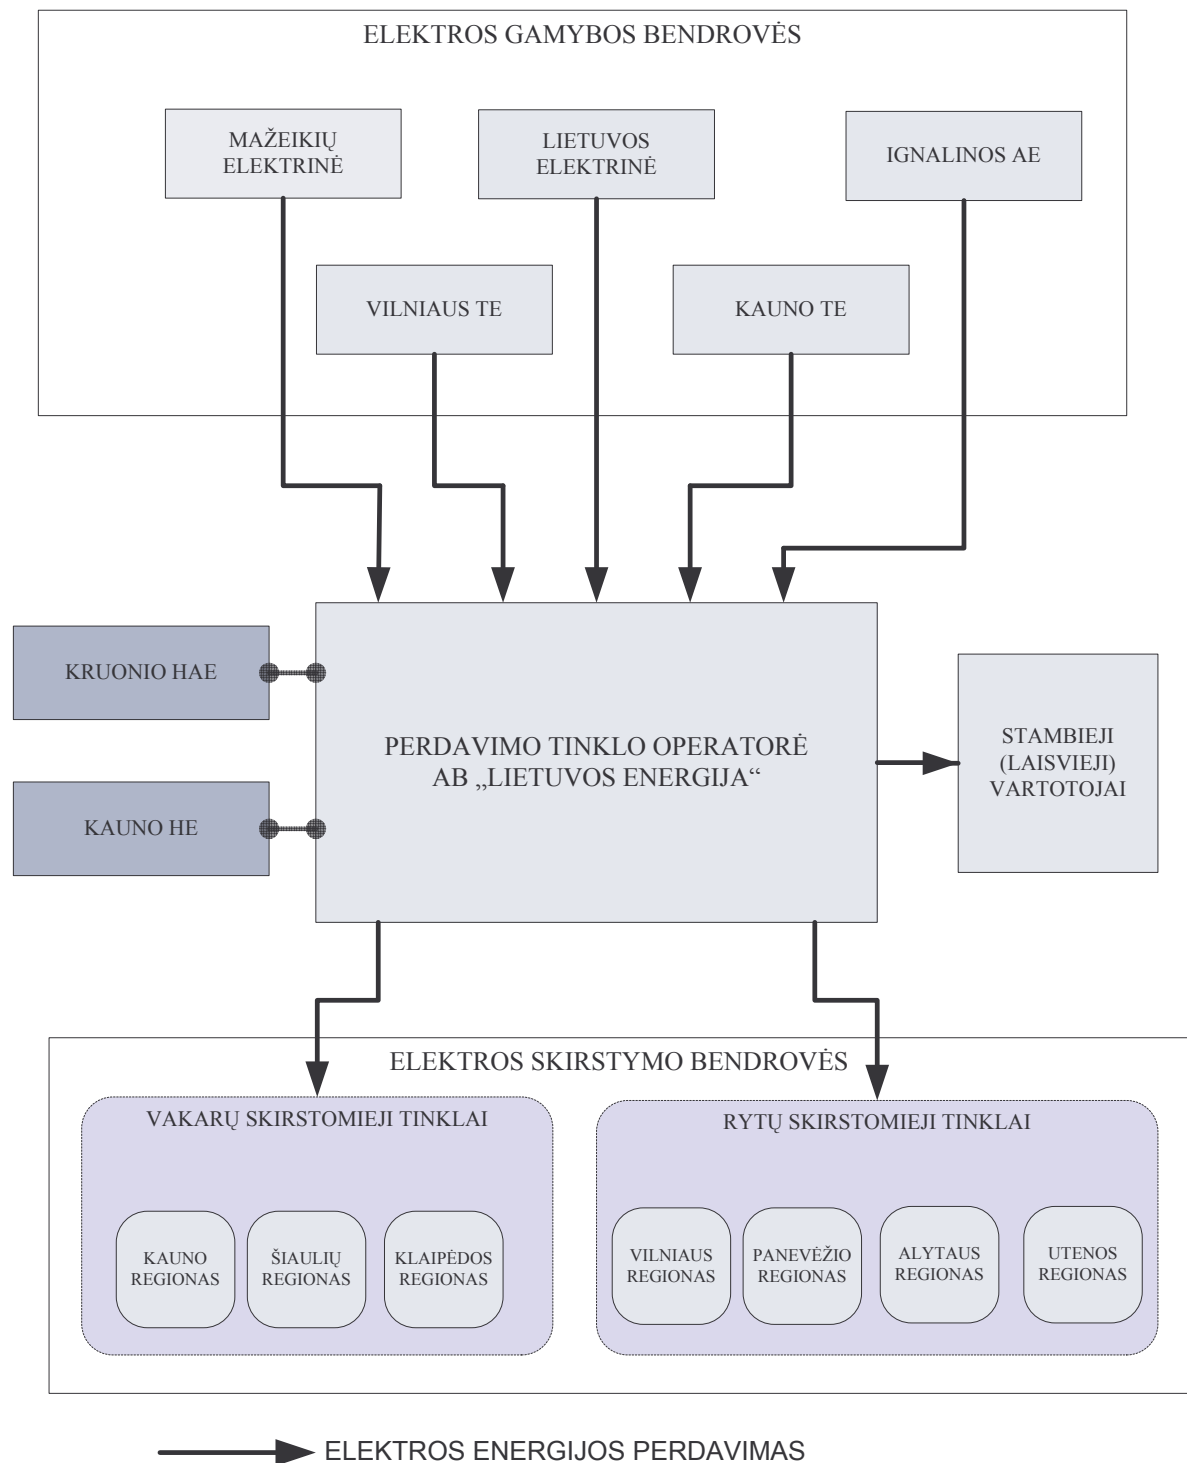 ELEKTROS GAMYBOS BENDROVĖS
MAŽEIKIŲ
ELEKTRINĖ
LIETUVOS
ELEKTRINĖ
IGNALINOS AE
VILNIAUS TE
KAUNO TE
KRUONIO HAE
KAUNO HE
PERDAVIMO TINKLO OPERATORĖ
AB „LIETUVOS ENERGIJA“
STAMBIEJI
(LAISVIEJI)
VARTOTOJAI
ELEKTROS SKIRSTYMO BENDROVĖS
VAKARŲ SKIRSTOMIEJI TINKLAI
KAUNO
REGIONAS
ŠIAULIŲ
REGIONAS
KLAIPĖDOS
REGIONAS
RYTŲ SKIRSTOMIEJI TINKLAI
VILNIAUS
REGIONAS
PANEVĖŽIO
REGIONAS
ALYTAUS
REGIONAS
UTENOS
REGIONAS
ELEKTROS ENERGIJOS PERDAVIMAS